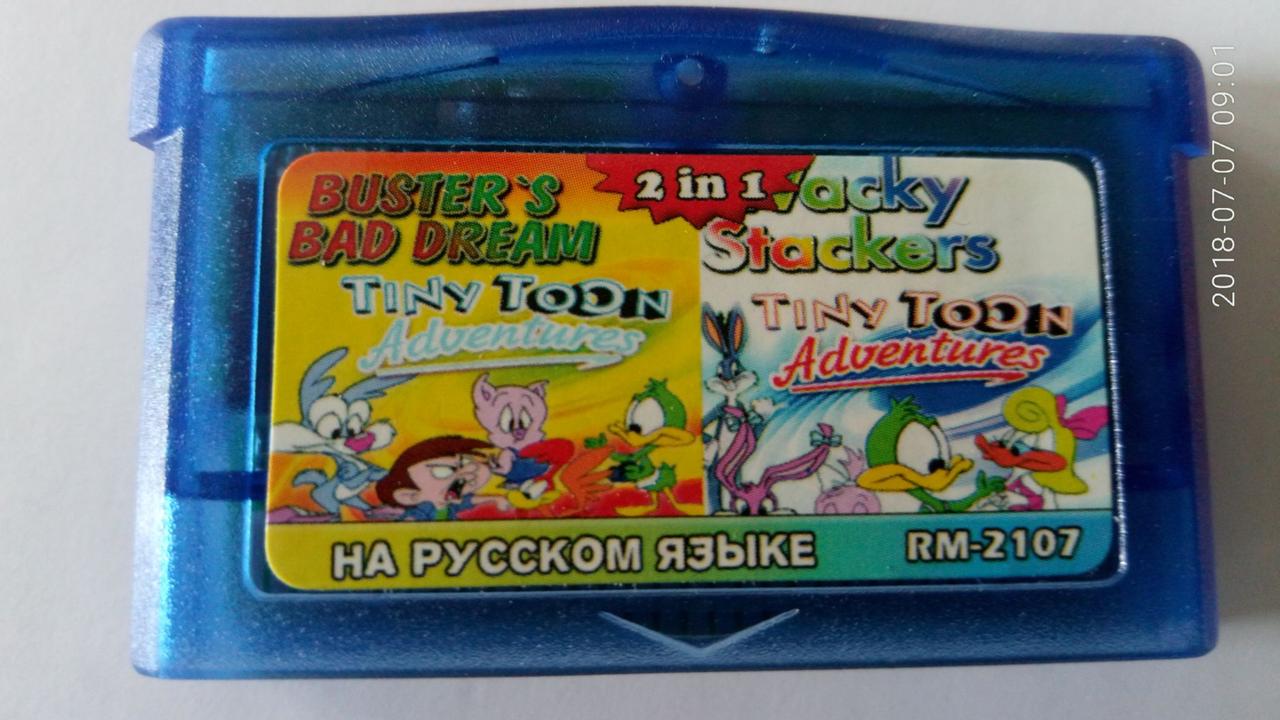 BUSTER`S
BAD DREAM
TINY TOON
Adventures
2 in 1
acky
Stackers
TINY TOON
Adventures
НА РУССКОМ ЯЗЫКЕ
RM-2107
2018-07-07 09:01